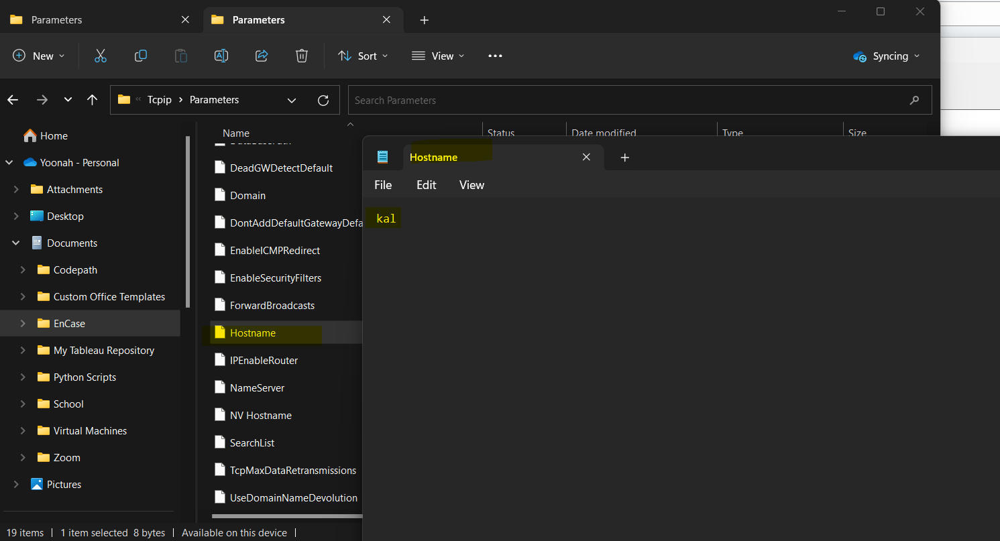 Parameters
Parameters
New
Sort
View
Syncing
Tcpip > Parameters
Search Parameters
Home
Yoonah - Personal
Attachments
Desktop
Documents
Codepath
Custom Office Templates
EnCase
My Tableau Repository
Python Scripts
School
Virtual Machines
Zoom
Pictures
Name
Status
Date modified
Type
Size
DeadGWDetectDefault
Domain
DontAddDefaultGatewayDefa
EnableICMPRedirect
EnableSecurityFilters
ForwardBroadcasts
Hostname
IPEnableRouter
NameServer
NV Hostname
SearchList
TcpMaxDataRetransmissions
UseDomainNameDevolution
Hostname
File Edit View
kal
19 items | 1 item selected 8 bytes | Available on this device |